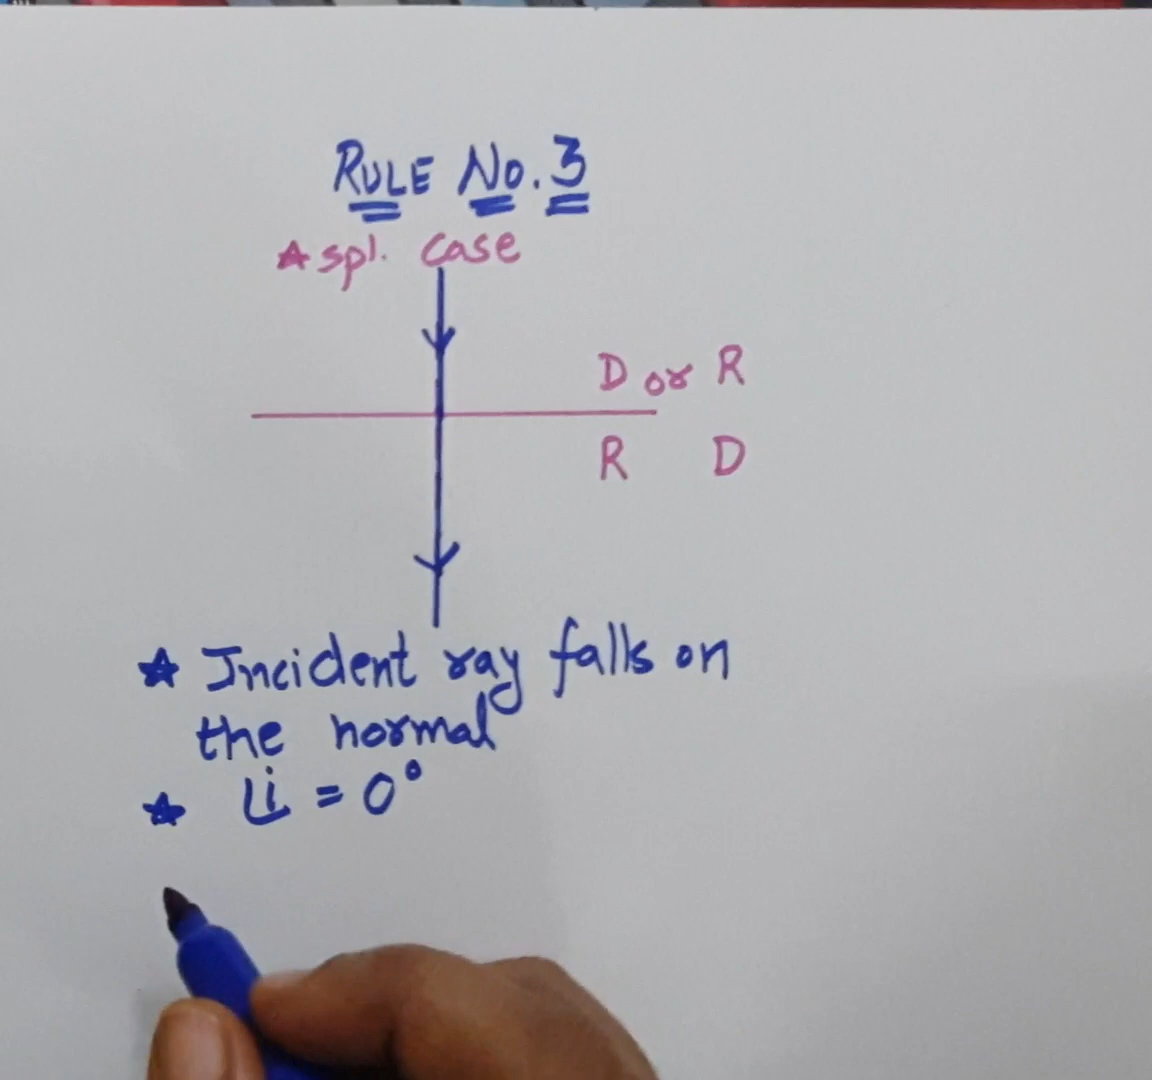 RULE No. 3
★ spl. case
D or R
R D
★ Incident ray falls on
the normal
★ ∠i = 0°